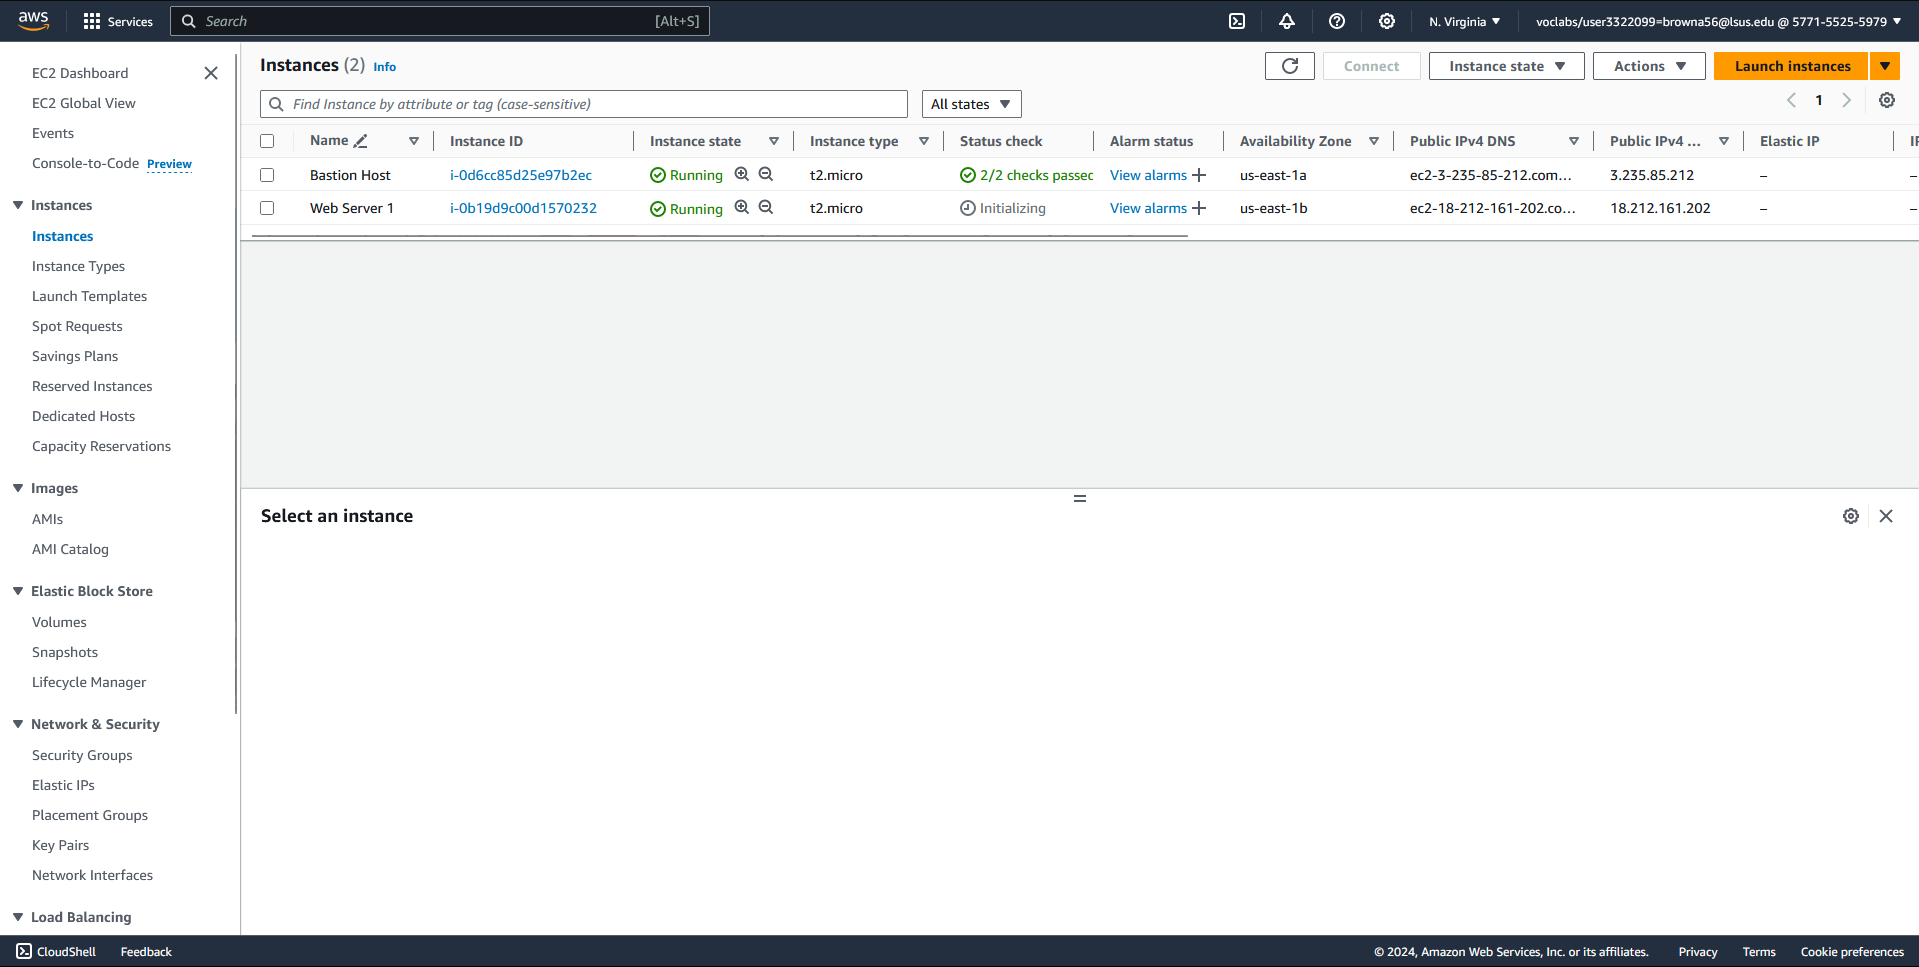 aws
Services
Search
[Alt+S]
N. Virginia
voclabs/user3322099=browna56@lsus.edu @ 5771-5525-5979
EC2 Dashboard
EC2 Global View
Events
Console-to-Code Preview
Instances
Instances
Instance Types
Launch Templates
Spot Requests
Savings Plans
Reserved Instances
Dedicated Hosts
Capacity Reservations
Images
AMIs
AMI Catalog
Elastic Block Store
Volumes
Snapshots
Lifecycle Manager
Network & Security
Security Groups
Elastic IPs
Placement Groups
Key Pairs
Network Interfaces
Load Balancing
Instances (2) Info
Connect
Instance state
Actions
Launch instances
Find Instance by attribute or tag (case-sensitive)
All states
1
Name Instance ID Instance state Instance type Status check Alarm status Availability Zone Public IPv4 DNS Public IPv4 ... Elastic IP
Bastion Host i-0d6cc85d25e97b2ec Running t2.micro 2/2 checks passec View alarms + us-east-1a ec2-3-235-85-212.com... 3.235.85.212 – –
Web Server 1 i-0b19d9c00d1570232 Running t2.micro Initializing View alarms + us-east-1b ec2-18-212-161-202.co... 18.212.161.202 – –
Select an instance
CloudShell
Feedback
© 2024, Amazon Web Services, Inc. or its affiliates.
Privacy
Terms
Cookie preferences